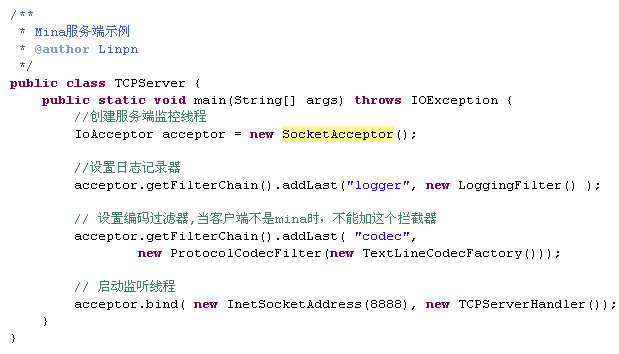 /**
 * Mina服务端示例
 * @author Linpn
 */
public class TCPServer {
    public static void main(String[] args) throws IOException {
        //创建服务端监控线程
        IoAcceptor acceptor = new SocketAcceptor();

        //设置日志记录器
        acceptor.getFilterChain().addLast("logger", new LoggingFilter() );

        // 设置编码过滤器,当客户端不是mina时，不能加这个拦截器
        acceptor.getFilterChain().addLast( "codec",
                new ProtocolCodecFilter(new TextLineCodecFactory()));

        // 启动监听线程
        acceptor.bind( new InetSocketAddress(8888), new TCPServerHandler());
    }
}